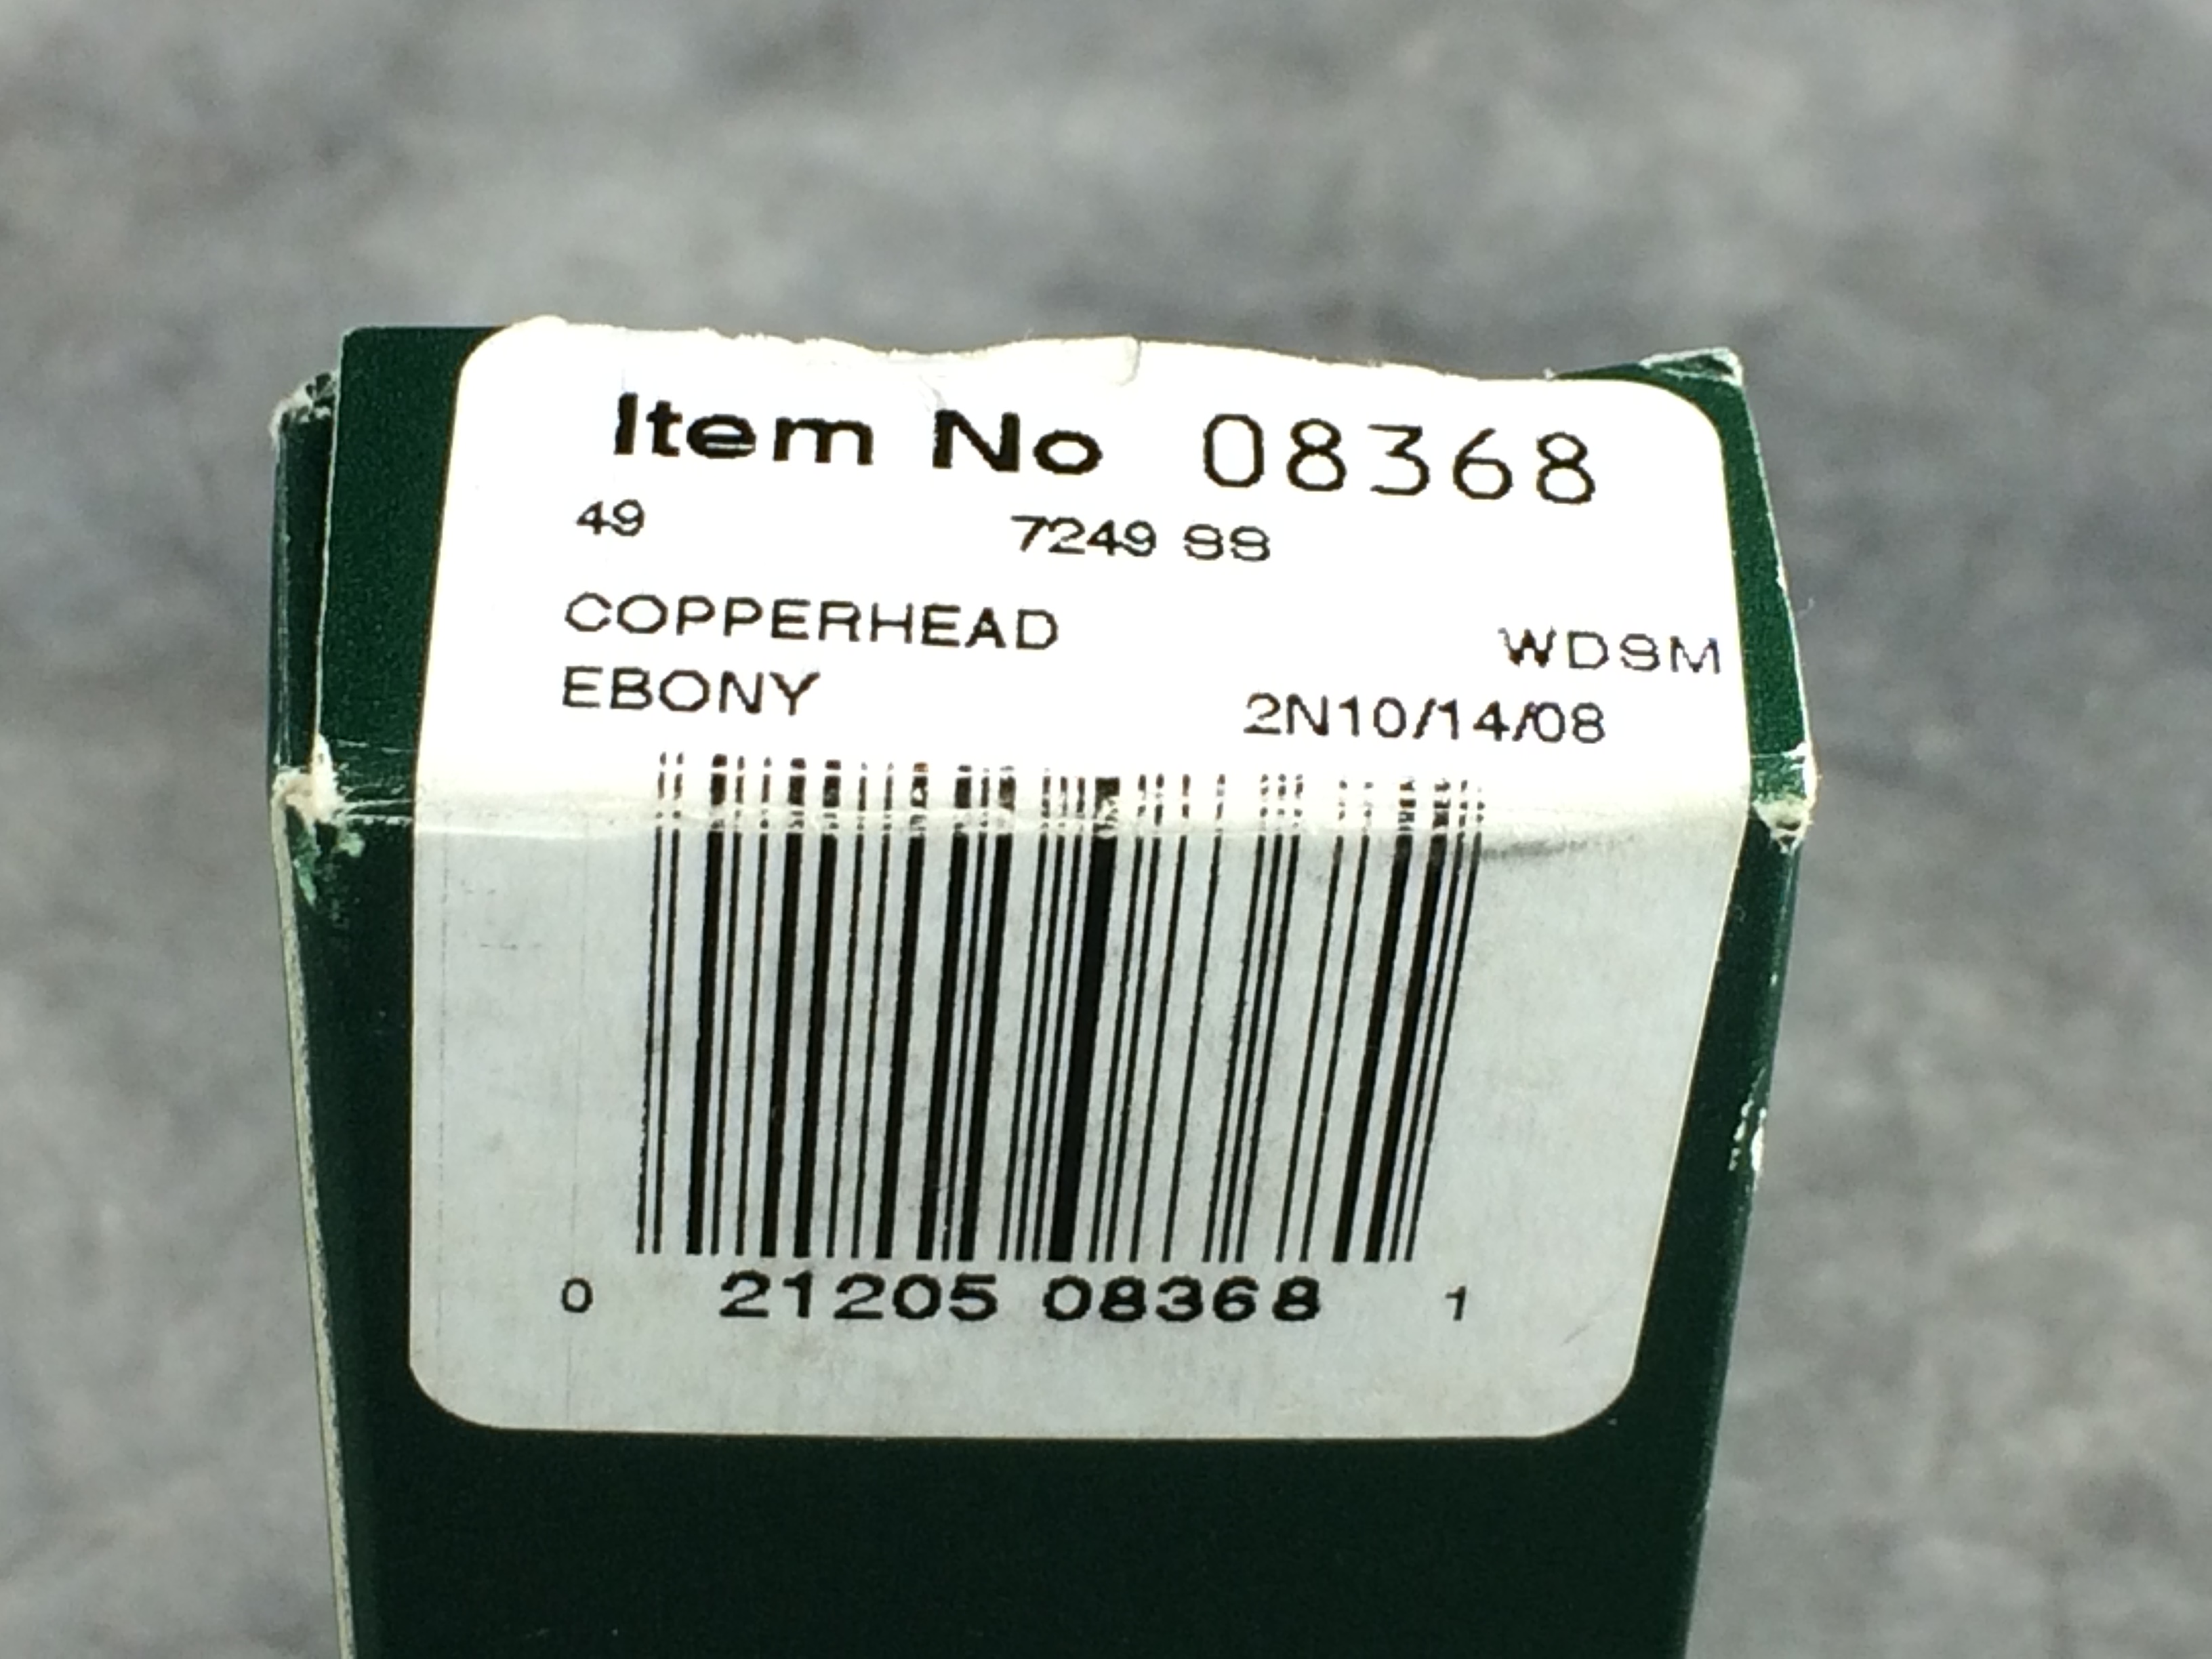 Item No 08368
49 7249 SS
COPPERHEAD WDSM
EBONY 2N10/14/08
0 21205 08368 1